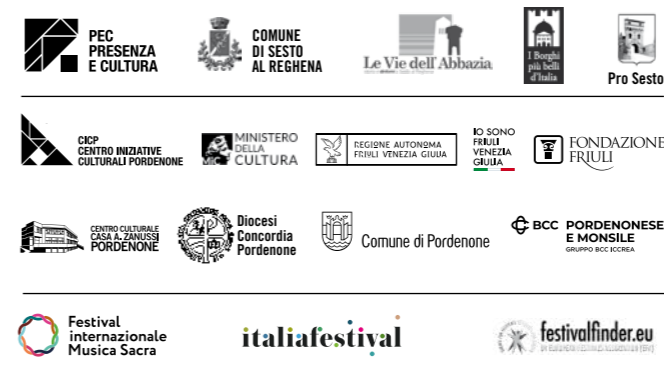 PEC
PRESENZA
E CULTURA
COMUNE
DI SESTO
AL REGHENA
Le Vie dell'Abbazia
I Borghi
più belli
d'Italia
Pro Sesto
CICP
CENTRO INIZIATIVE
CULTURALI PORDENONE
MINISTERO
DELLA
CULTURA
REGIONE AUTONOMA
FRIULI VENEZIA GIULIA
IO SONO
FRIULI
VENEZIA
GIULIA
FONDAZIONE
FRIULI
CENTRO CULTURALE
CASA A. ZANUSSI
PORDENONE
Diocesi
Concordia
Pordenone
Comune di Pordenone
BCC PORDENONESE
E MONSILE
GRUPPO BCC ICCREA
Festival
internazionale
Musica Sacra
italiafestival
festivalfinder.eu